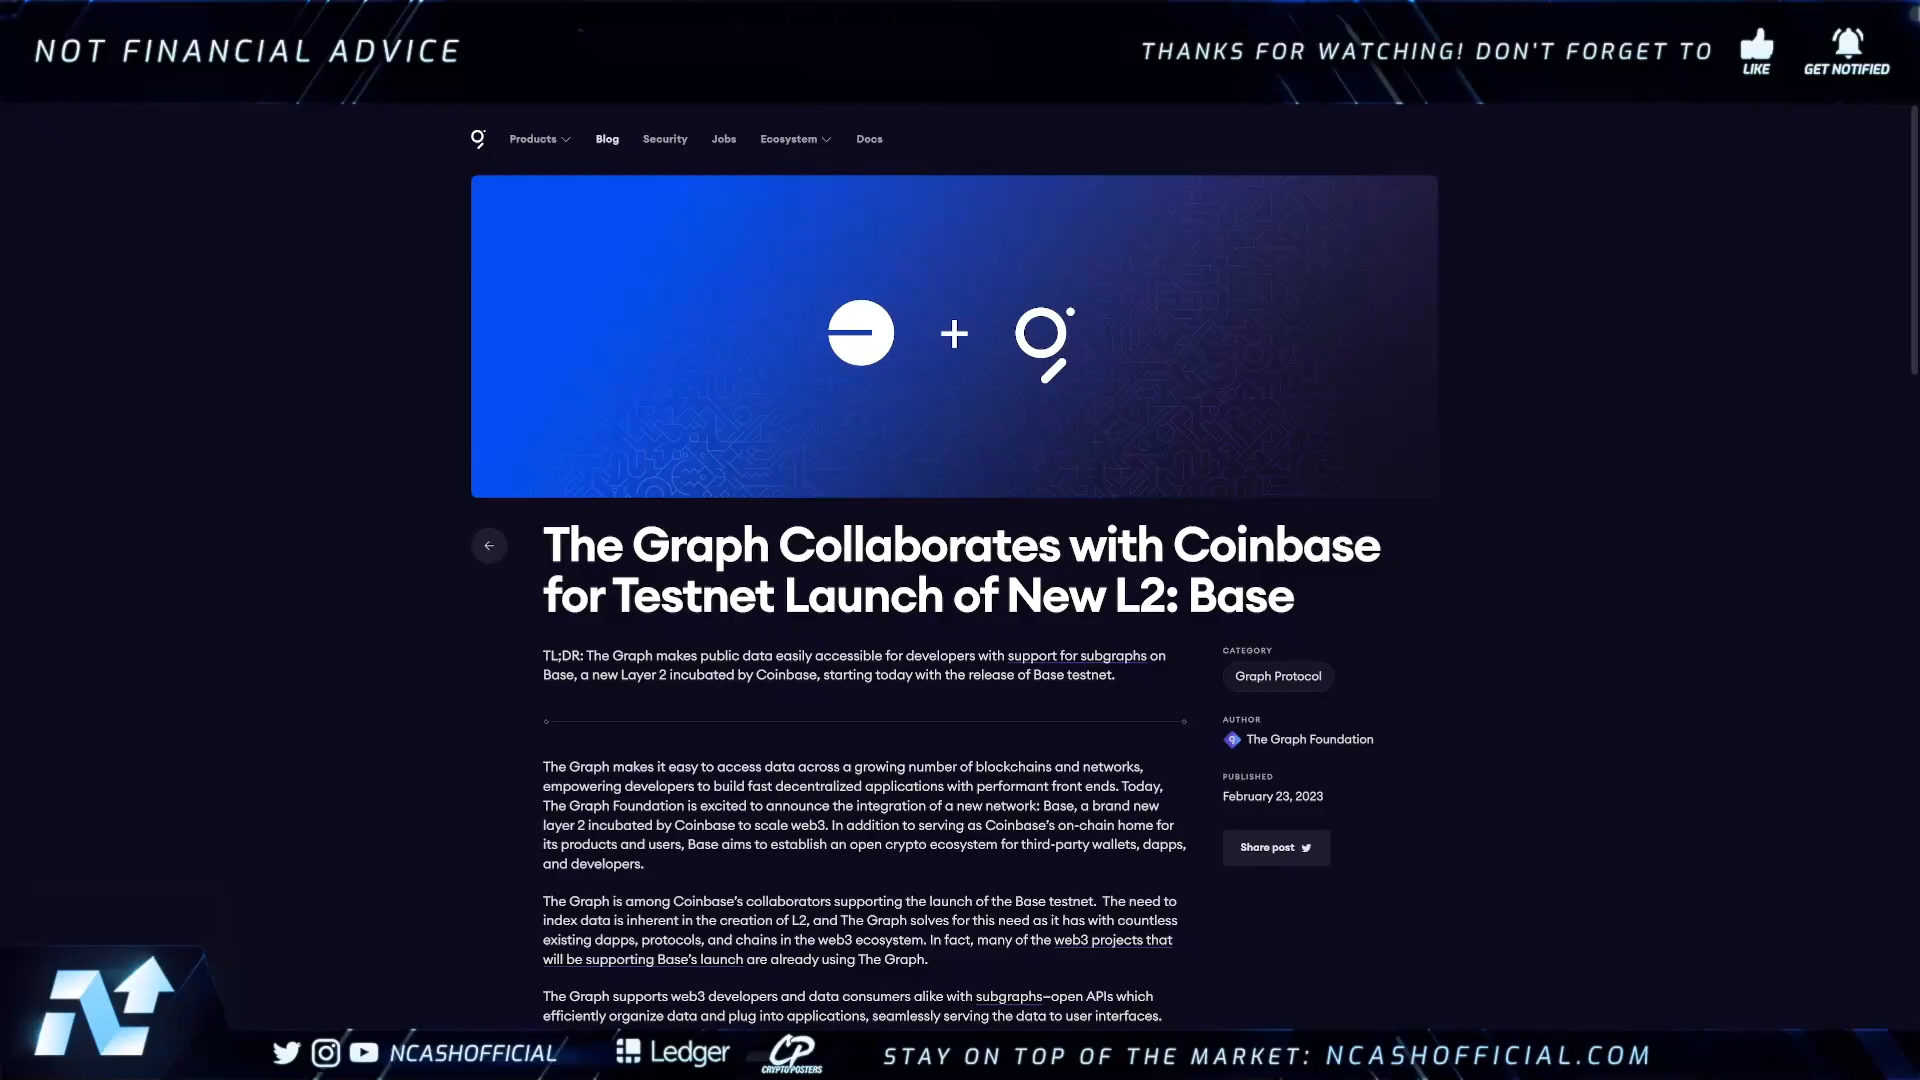 NOT FINANCIAL ADVICE
THANKS FOR WATCHING! DON'T FORGET TO
LIKE
GET NOTIFIED
Products
Blog
Security
Jobs
Ecosystem
Docs
The Graph Collaborates with Coinbase
for Testnet Launch of New L2: Base
TL;DR: The Graph makes public data easily accessible for developers with support for subgraphs on
Base, a new Layer 2 incubated by Coinbase, starting today with the release of Base testnet.
CATEGORY
Graph Protocol
AUTHOR
The Graph Foundation
PUBLISHED
February 23, 2023
Share post
The Graph makes it easy to access data across a growing number of blockchains and networks,
empowering developers to build fast decentralized applications with performant front ends. Today,
The Graph Foundation is excited to announce the integration of a new network: Base, a brand new
layer 2 incubated by Coinbase to scale web3. In addition to serving as Coinbase's on-chain home for
its products and users, Base aims to establish an open crypto ecosystem for third-party wallets, dapps,
and developers.
The Graph is among Coinbase's collaborators supporting the launch of the Base testnet. The need to
index data is inherent in the creation of L2, and The Graph solves for this need as it has with countless
existing dapps, protocols, and chains in the web3 ecosystem. In fact, many of the web3 projects that
will be supporting Base's launch are already using The Graph.
The Graph supports web3 developers and data consumers alike with subgraphs—open APIs which
efficiently organize data and plug into applications, seamlessly serving the data to user interfaces.
NCASHOFFICIAL
Ledger
CP
CRYPTO POSTERS
STAY ON TOP OF THE MARKET: NCASHOFFICIAL.COM